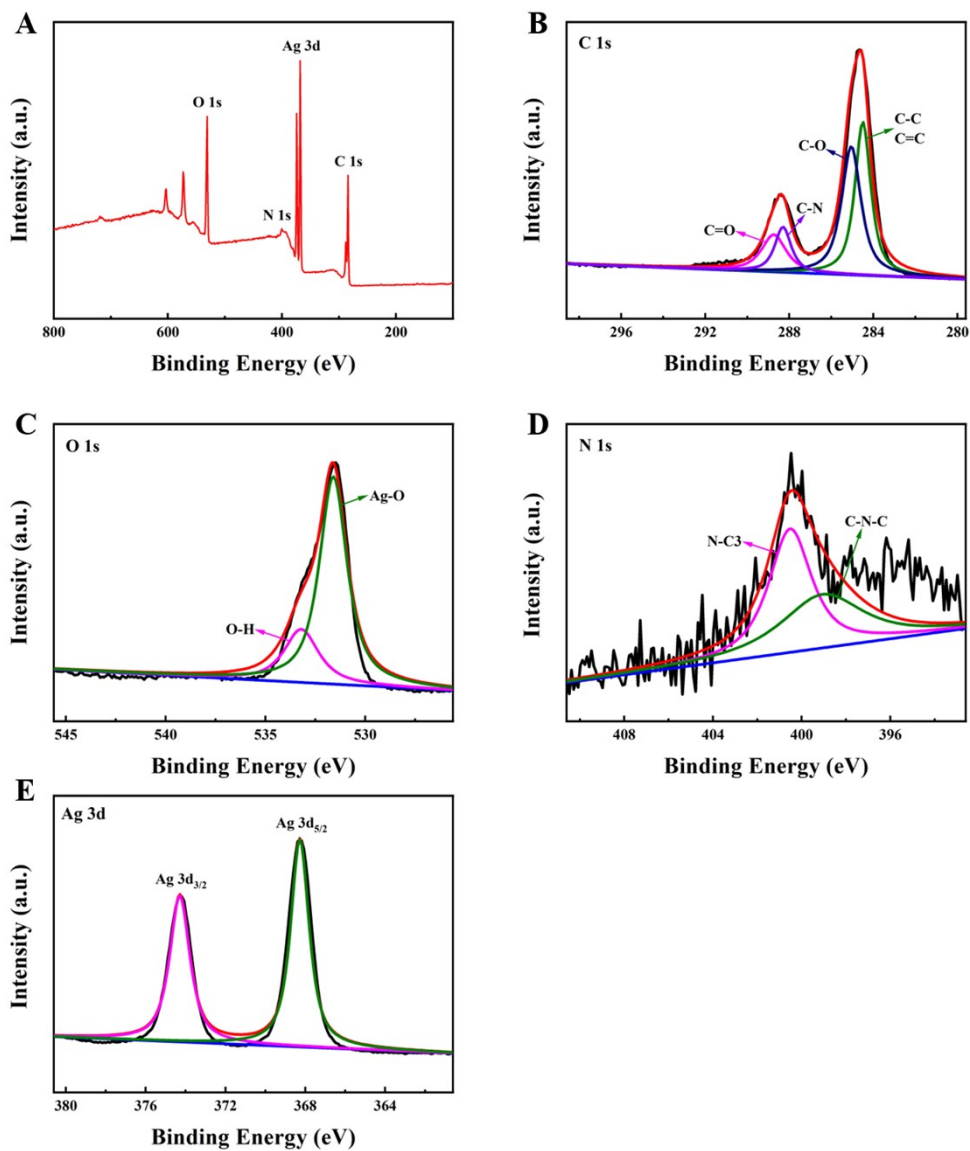 A
Ag 3d
O 1s
C 1s
N 1s
Intensity (a.u.)
800 600 400 200
Binding Energy (eV)
B
C 1s
C-C
C=C
C-O
C-N
C=O
Intensity (a.u.)
296 292 288 284 280
Binding Energy (eV)
C
O 1s
Ag-O
O-H
Intensity (a.u.)
545 540 535 530
Binding Energy (eV)
D
N 1s
N-C3
C-N-C
Intensity (a.u.)
408 404 400 396
Binding Energy (eV)
E
Ag 3d
Ag 3d5/2
Ag 3d3/2
Intensity (a.u.)
380 376 372 368 364
Binding Energy (eV)